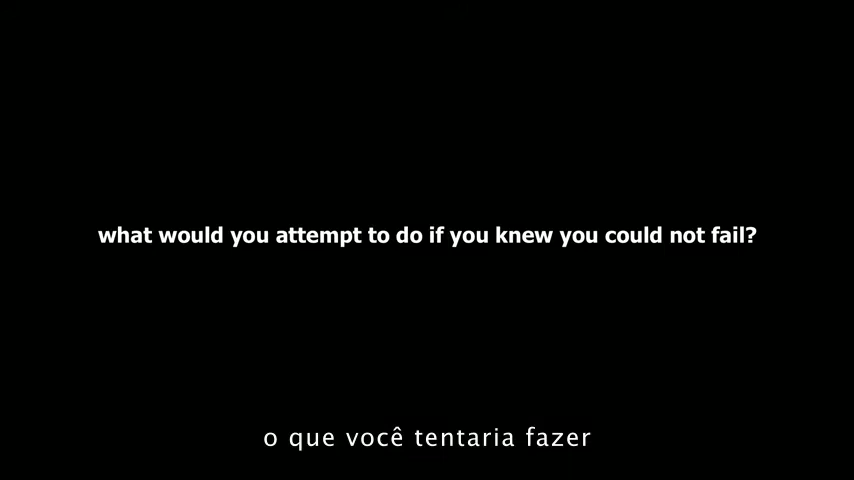 what would you attempt to do if you knew you could not fail?
o que você tentaria fazer